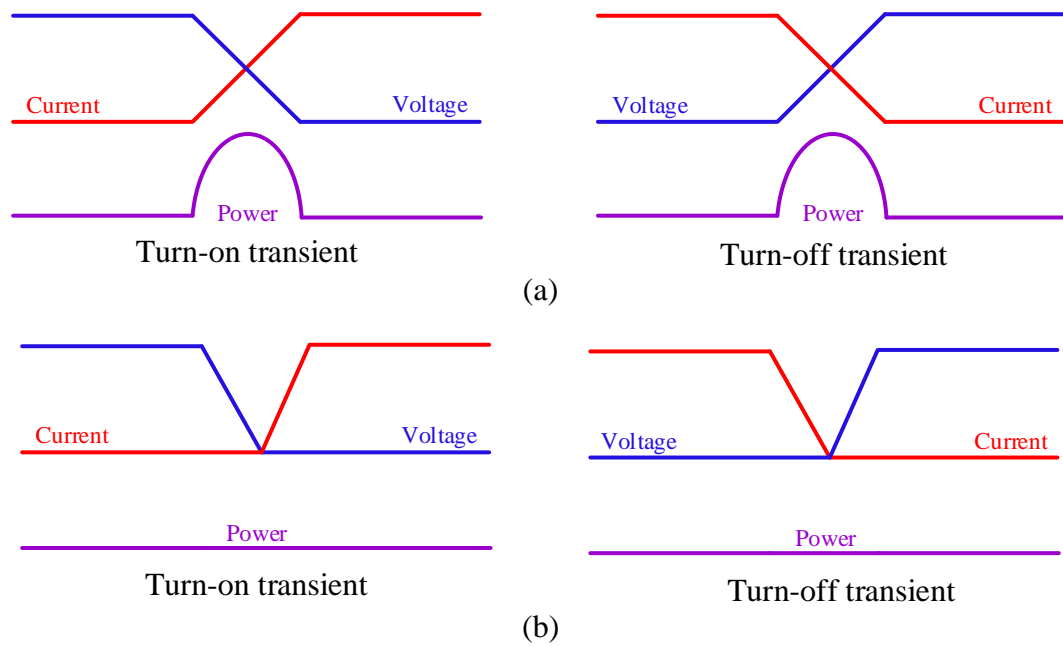 Current
Voltage
Power
Turn-on transient
Voltage
Current
Power
Turn-off transient
(a)
Current
Voltage
Power
Turn-on transient
Voltage
Current
Power
Turn-off transient
(b)